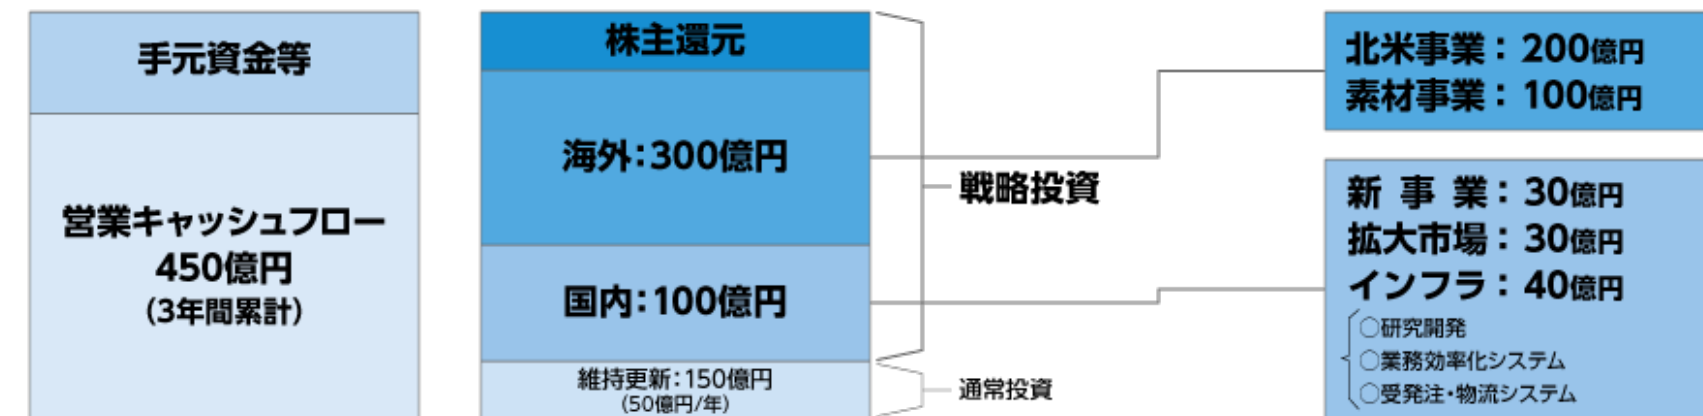 手元資金等
営業キャッシュフロー
450億円
(3年間累計)
株主還元
海外:300億円
国内:100億円
維持更新:150億円
(50億円/年)
戦略投資
通常投資
北米事業：200億円
素材事業：100億円
新事業：30億円
拡大市場：30億円
インフラ：40億円
○研究開発
○業務効率化システム
○受発注・物流システム